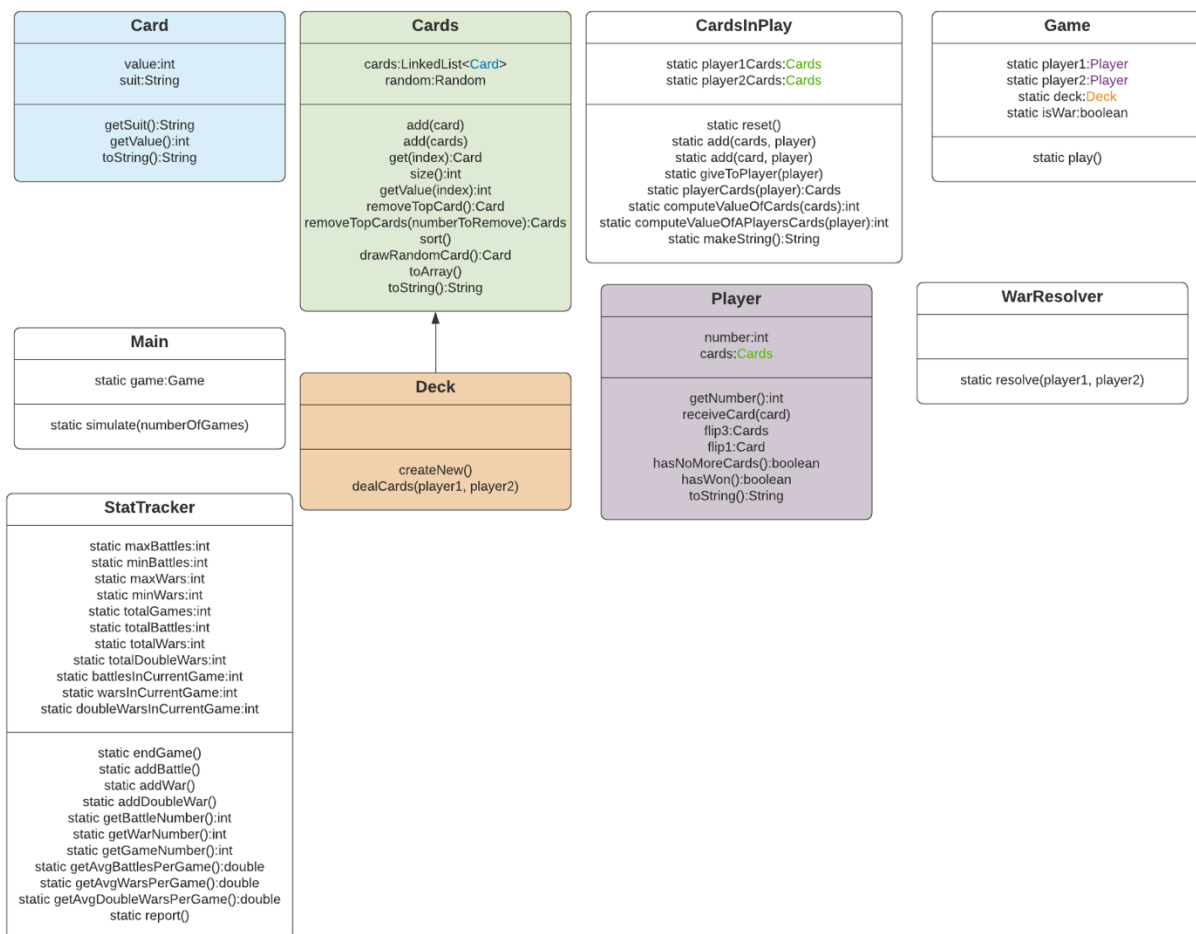 Card
value:int
suit:String
getSuit():String
getValue():int
toString():String
Cards
cards:LinkedList<Card>
random:Random
add(card)
add(cards)
get(index):Card
size():int
getValue(index):int
removeTopCard():Card
removeTopCards(numberToRemove):Cards
sort()
drawRandomCard():Card
toArray()
toString():String
CardsInPlay
static player1Cards:Cards
static player2Cards:Cards
static reset()
static add(cards, player)
static add(card, player)
static giveToPlayer(player)
static playerCards(player):Cards
static computeValueOfCards(cards):int
static computeValueOfAPlayersCards(player):int
static makeString():String
Game
static player1:Player
static player2:Player
static deck:Deck
static isWar:boolean
static play()
Main
static game:Game
static simulate(numberOfGames)
Deck
createNew()
dealCards(player1, player2)
Player
number:int
cards:Cards
getNumber():int
receiveCard(card)
flip3:Cards
flip1:Card
hasNoMoreCards():boolean
hasWon():boolean
toString():String
WarResolver
static resolve(player1, player2)
StatTracker
static maxBattles:int
static minBattles:int
static maxWars:int
static minWars:int
static totalGames:int
static totalBattles:int
static totalWars:int
static totalDoubleWars:int
static battlesInCurrentGame:int
static warsInCurrentGame:int
static doubleWarsInCurrentGame:int
static endGame()
static addBattle()
static addWar()
static addDoubleWar()
static getBattleNumber():int
static getWarNumber():int
static getGameNumber():int
static getAvgBattlesPerGame():double
static getAvgWarsPerGame():double
static getAvgDoubleWarsPerGame():double
static report()